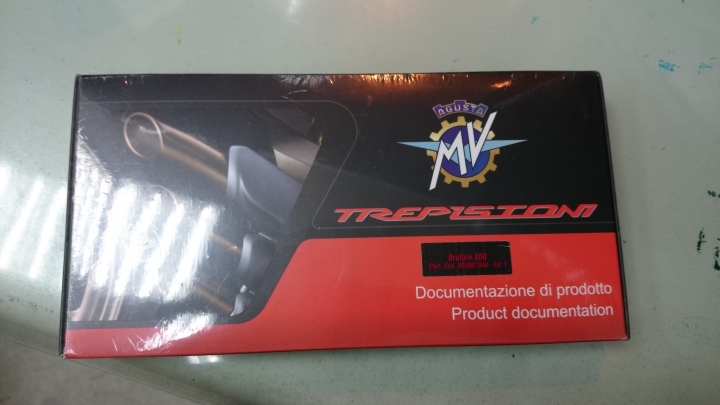 AGUSTA
MV
TREPISTONI
Brutale 800
Documentazione di prodotto
Product documentation